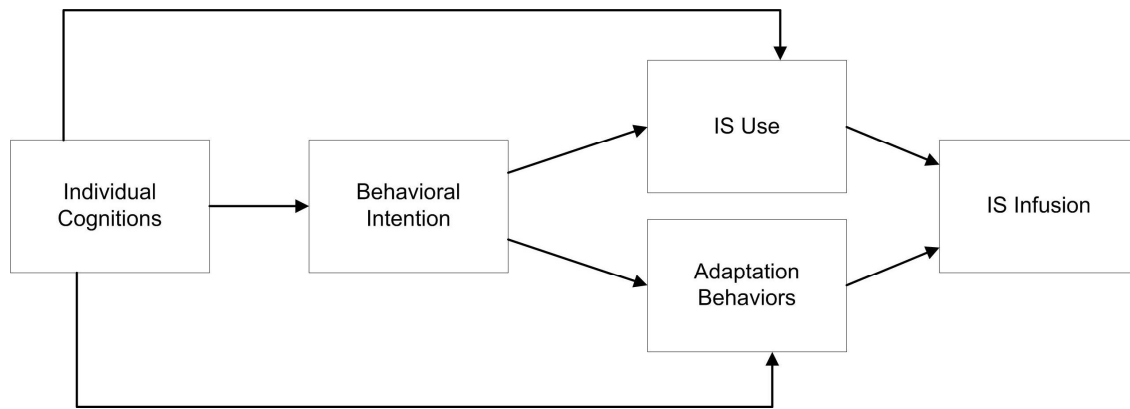 Individual
Cognitions
Behavioral
Intention
IS Use
Adaptation
Behaviors
IS Infusion